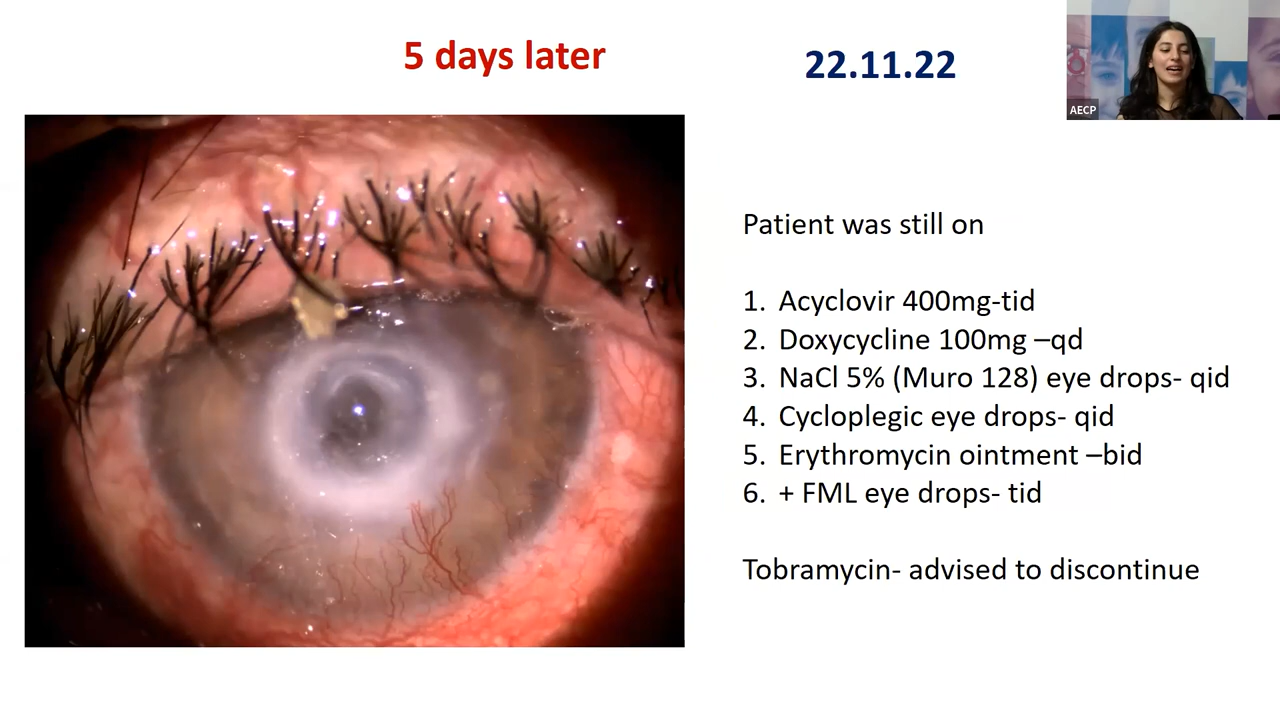 5 days later
22.11.22
AECP
Patient was still on
1. Acyclovir 400mg-tid
2. Doxycycline 100mg –qd
3. NaCl 5% (Muro 128) eye drops- qid
4. Cycloplegic eye drops- qid
5. Erythromycin ointment –bid
6. + FML eye drops- tid
Tobramycin- advised to discontinue